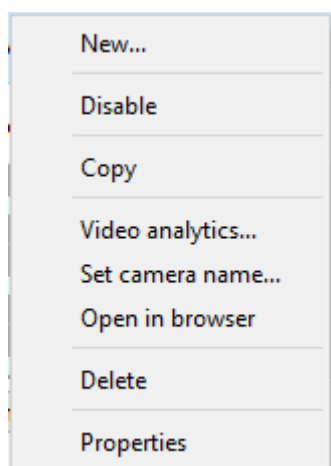 New...
Disable
Copy
Video analytics...
Set camera name...
Open in browser
Delete
Properties